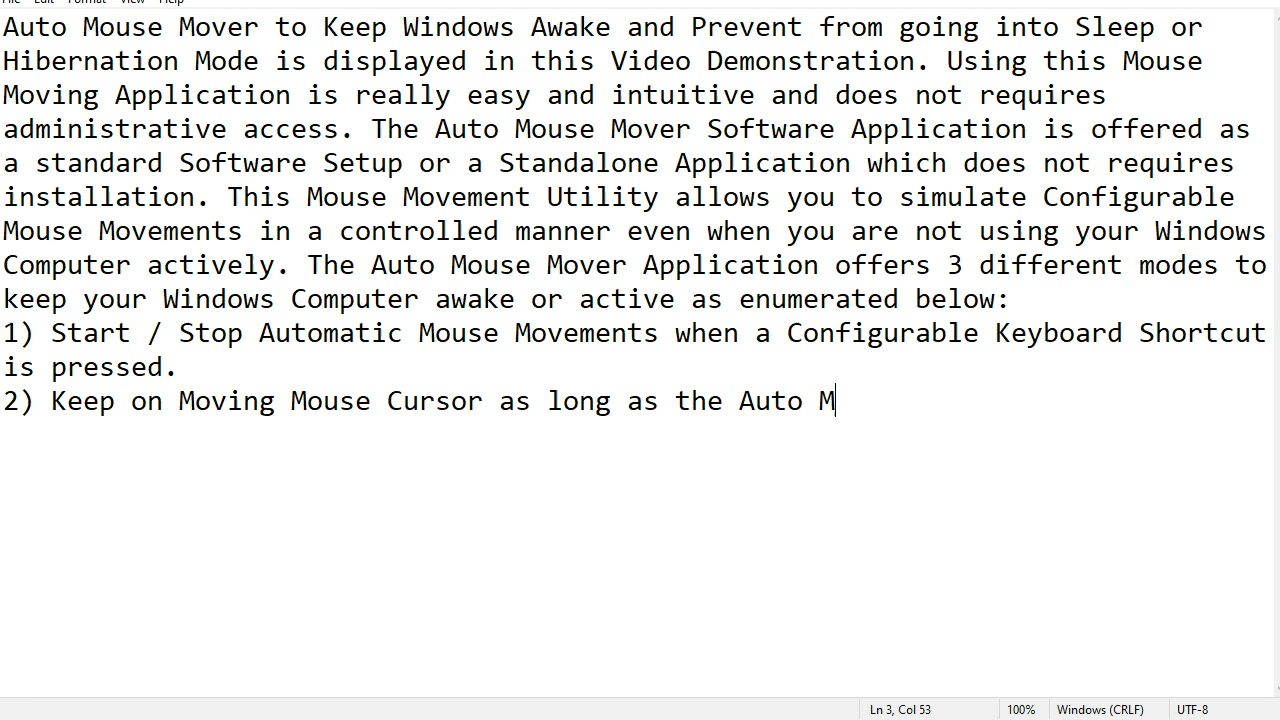 File Edit Format View Help
Auto Mouse Mover to Keep Windows Awake and Prevent from going into Sleep or
Hibernation Mode is displayed in this Video Demonstration. Using this Mouse
Moving Application is really easy and intuitive and does not requires
administrative access. The Auto Mouse Mover Software Application is offered as
a standard Software Setup or a Standalone Application which does not requires
installation. This Mouse Movement Utility allows you to simulate Configurable
Mouse Movements in a controlled manner even when you are not using your Windows
Computer actively. The Auto Mouse Mover Application offers 3 different modes to
keep your Windows Computer awake or active as enumerated below:
1) Start / Stop Automatic Mouse Movements when a Configurable Keyboard Shortcut
is pressed.
2) Keep on Moving Mouse Cursor as long as the Auto M
Ln 3, Col 53 100% Windows (CRLF) UTF-8